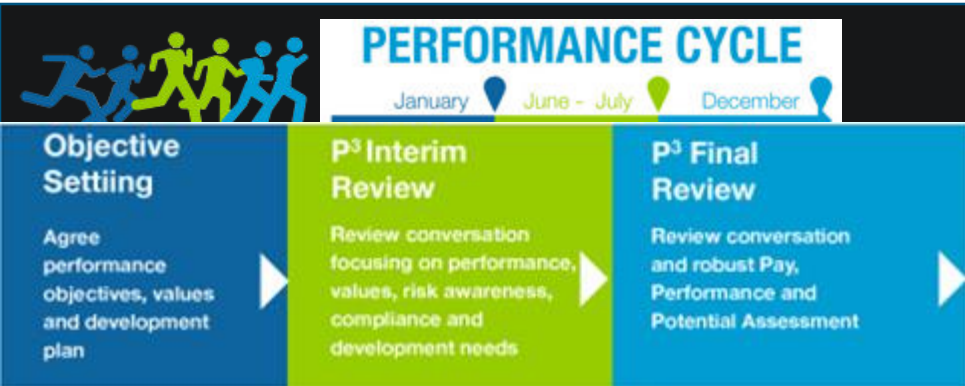 PERFORMANCE CYCLE
January June - July December
Objective
Settiing
Agree
performance
objectives, values
and development
plan
P³ Interim
Review
Review conversation
focusing on performance,
values, risk awareness,
compliance and
development needs
P³ Final
Review
Review conversation
and robust Pay,
Performance and
Potential Assessment